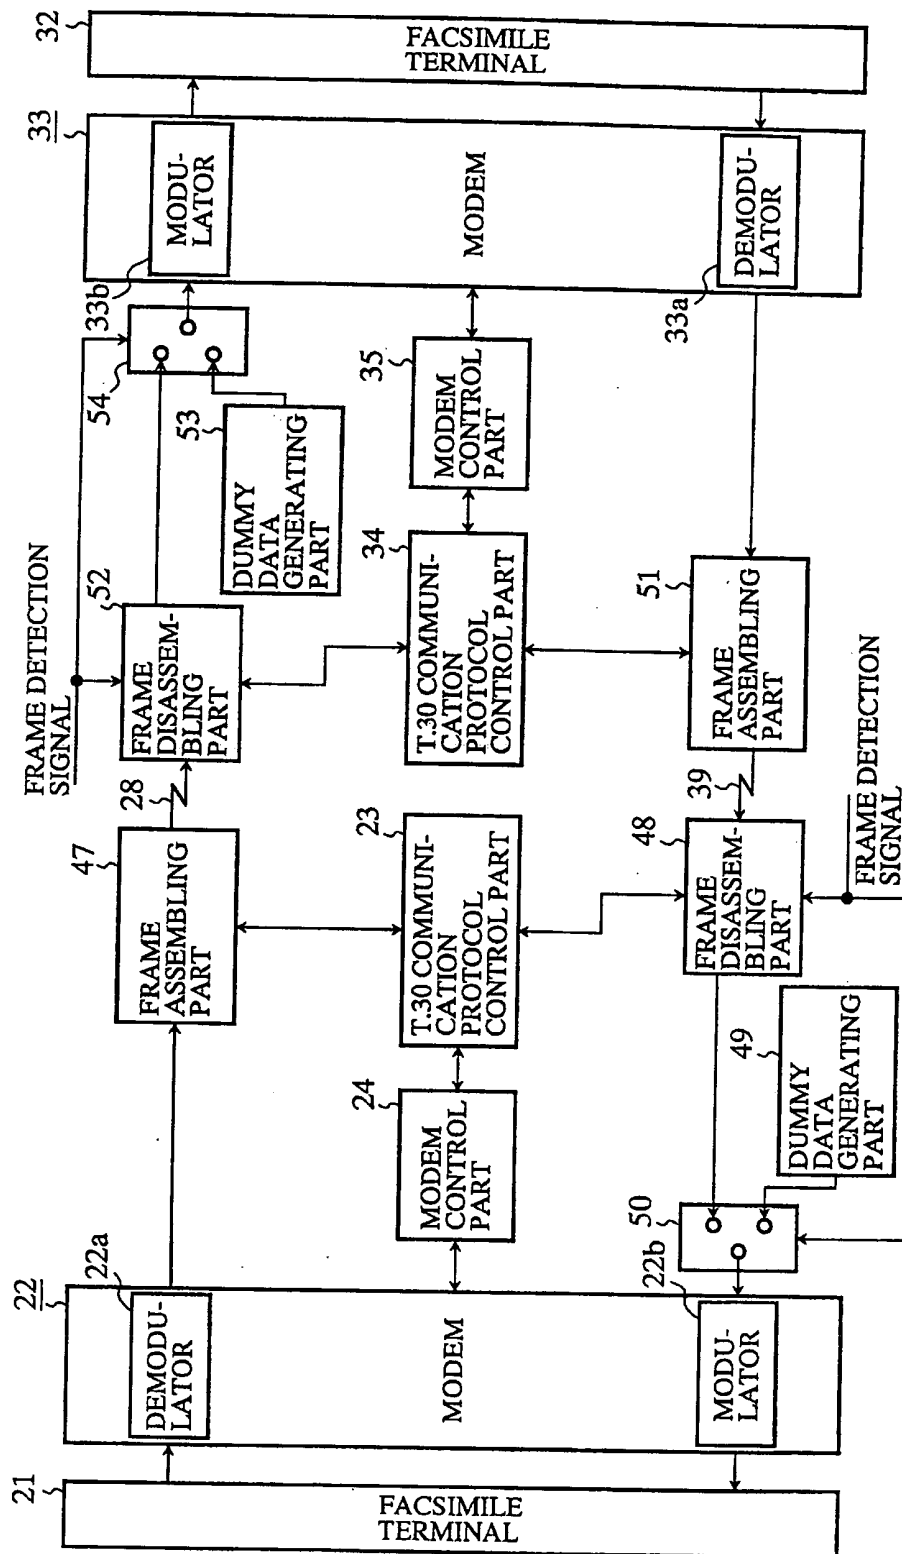 21
FACSIMILE
TERMINAL
22
22a
DEMODU-
LATOR
MODEM
22b
MODU-
LATOR
47
FRAME
ASSEMBLING
PART
24
MODEM
CONTROL
PART
23
T.30 COMMUNI-
CATION
PROTOCOL
CONTROL PART
50
49
DUMMY
DATA
GENERATING
PART
48
FRAME
DISASSEM-
BLING
PART
FRAME DETECTION
SIGNAL
28
39
FRAME DETECTION
SIGNAL
52
FRAME
DISASSEM-
BLING
PART
54
53
DUMMY
DATA
GENERATING
PART
34
T.30 COMMUNI-
CATION
PROTOCOL
CONTROL PART
35
MODEM
CONTROL
PART
51
FRAME
ASSEMBLING
PART
33
33b
MODU-
LATOR
MODEM
33a
DEMODU-
LATOR
32
FACSIMILE
TERMINAL